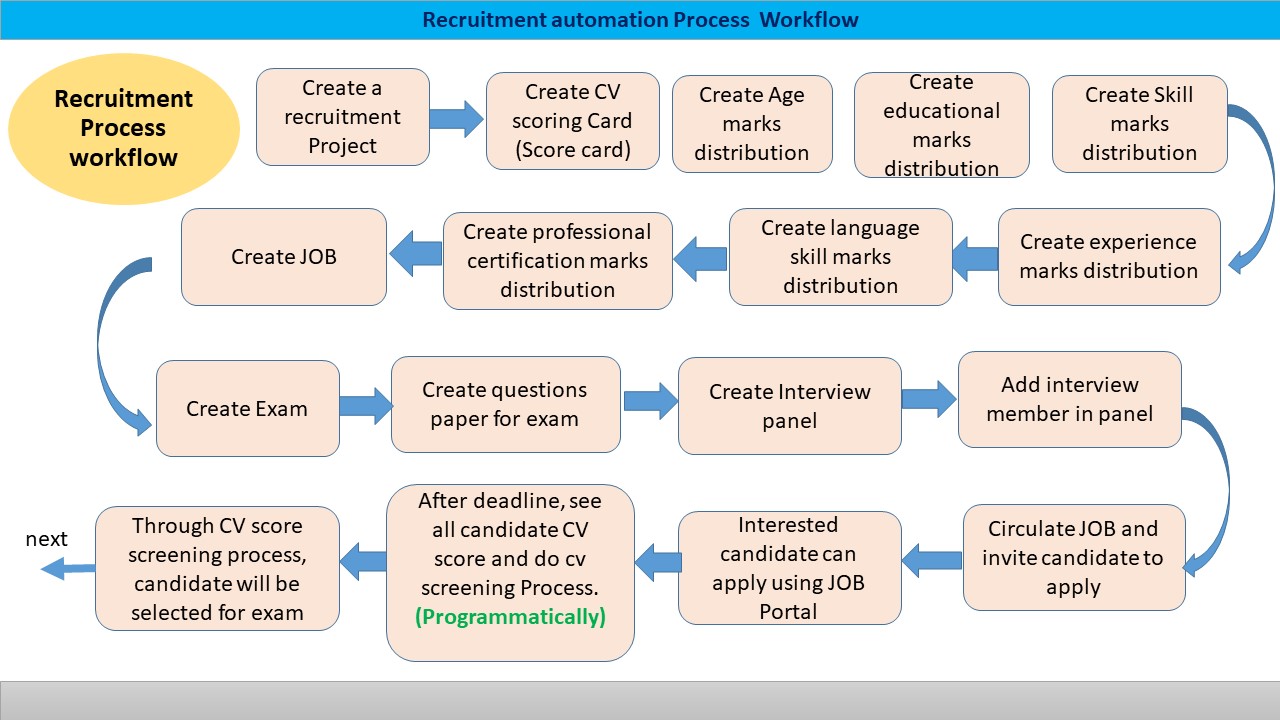 Recruitment automation Process  Workflow
Recruitment
Process
workflow
Create a
recruitment
Project
Create CV
scoring Card
(Score card)
Create Age
marks
distribution
Create
educational
marks
distribution
Create Skill
marks
distribution
Create JOB
Create professional
certification marks
distribution
Create language
skill marks
distribution
Create experience
marks distribution
Create Exam
Create questions
paper for exam
Create Interview
panel
Add interview
member in panel
next
Through CV score
screening process,
candidate will be
selected for exam
After deadline, see
all candidate CV
score and do cv
screening Process.
(Programmatically)
Interested
candidate can
apply using JOB
Portal
Circulate JOB and
invite candidate to
apply